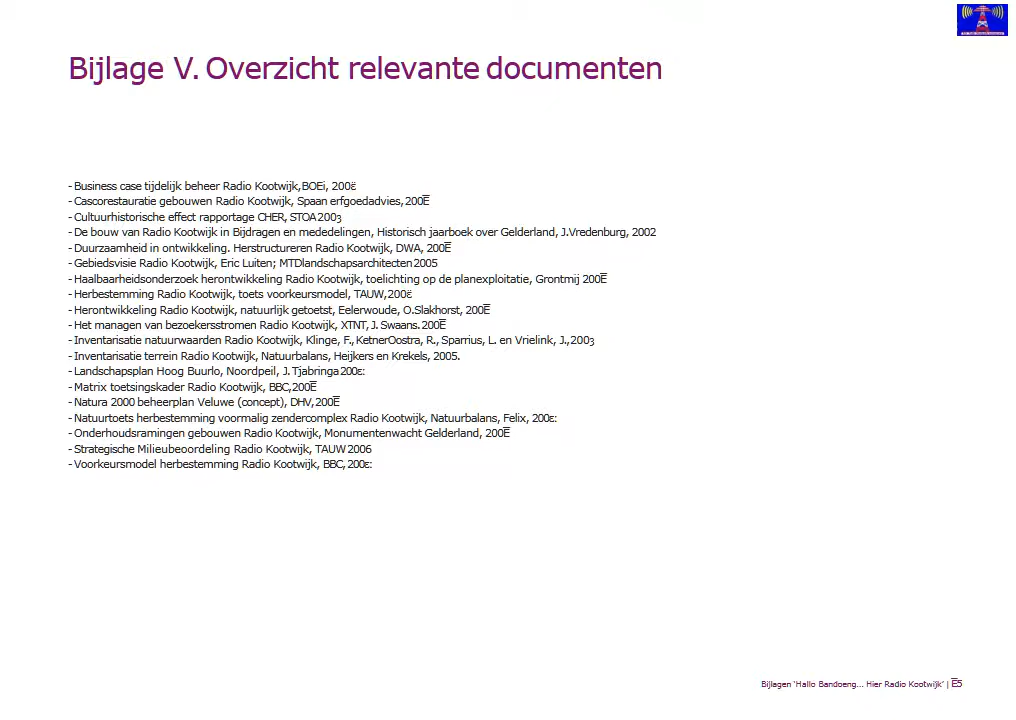 Bijlage V. Overzicht relevante documenten
- Business case tijdelijk beheer Radio Kootwijk, BOEi,
- Cascorestauratie gebouwen Radio Kootwijk, Spaan erfgoedadvies,
- Cultuurhistorische effect rapportage CHER, STOA 2003
- De bouw van Radio Kootwijk in Bijdragen en mededelingen, Historisch jaarboek over Gelderland, J.Vredenburg, 2002
- Duurzaamheid in ontwikkeling. Herstructureren Radio Kootwijk, DWA,
- Gebiedsvisie Radio Kootwijk, Eric Luiten; MTDlandschapsarchitecten 2005
- Haalbaarheidsonderzoek herontwikkeling Radio Kootwijk, toelichting op de planexploitatie, Grontmij
- Herbestemming Radio Kootwijk, toets voorkeursmodel, TAUW,
- Herontwikkeling Radio Kootwijk, natuurlijk getoetst, Eelerwoude, O.Slakhorst,
- Het managen van bezoekersstromen Radio Kootwijk, XTNT, J. Swaans.
- Inventarisatie natuurwaarden Radio Kootwijk, Klinge, F., KetnerOostra, R., Sparrius, L. en Vrielink, J., 2003
- Inventarisatie terrein Radio Kootwijk, Natuurbalans, Heijkers en Krekels, 2005.
- Landschapsplan Hoog Buurlo, Noordpeil, J. Tjabringa
- Matrix toetsingskader Radio Kootwijk, BBC,
- Natura 2000 beheerplan Veluwe (concept), DHV,
- Natuurtoets herbestemming voormalig zendercomplex Radio Kootwijk, Natuurbalans, Felix,
- Onderhoudsramingen gebouwen Radio Kootwijk, Monumentenwacht Gelderland,
- Strategische Milieubeoordeling Radio Kootwijk, TAUW 2006
- Voorkeursmodel herbestemming Radio Kootwijk, BBC,
Bijlagen 'Hallo Bandoeng... Hier Radio Kootwijk' |